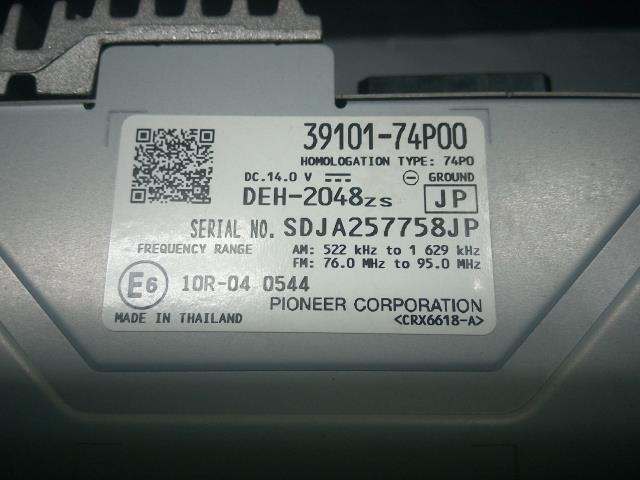 39101-74P00
HOMOLOGATION TYPE: 74P0
DC.14.0 V ⎓ ⊖ GROUND
DEH-2048zs JP
SERIAL NO. SDJA257758JP
FREQUENCY RANGE AM: 522 kHz to 1 629 kHz
FM: 76.0 MHz to 95.0 MHz
E6 10R-04 0544
PIONEER CORPORATION
MADE IN THAILAND <CRX6618-A>